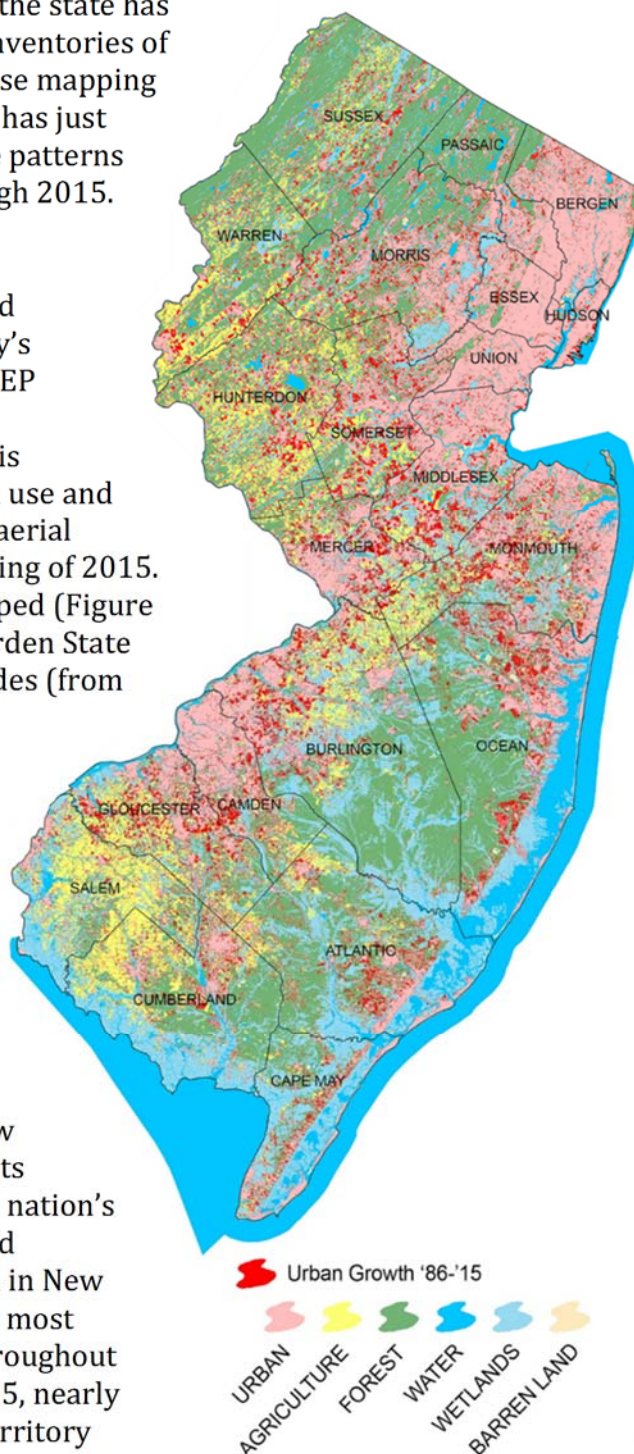 the state has
nventories of
se mapping
has just
e patterns
gh 2015.
d
y's
EP
is
use and
aerial
ing of 2015.
ped (Figure
rden State
des (from
w
ts
nation's
d
in New
most
roughout
5, nearly
erritory
SUSSEX
PASSAIC
BERGEN
WARREN
MORRIS
ESSEX
HUDSON
UNION
HUNTERDON
SOMERSET
MIDDLESEX
MERCER
MONMOUTH
BURLINGTON
OCEAN
GLOUCESTER
CAMDEN
SALEM
ATLANTIC
CUMBERLAND
CAPE MAY
Urban Growth '86-'15
URBAN
AGRICULTURE
FOREST
WATER
WETLANDS
BARREN LAND